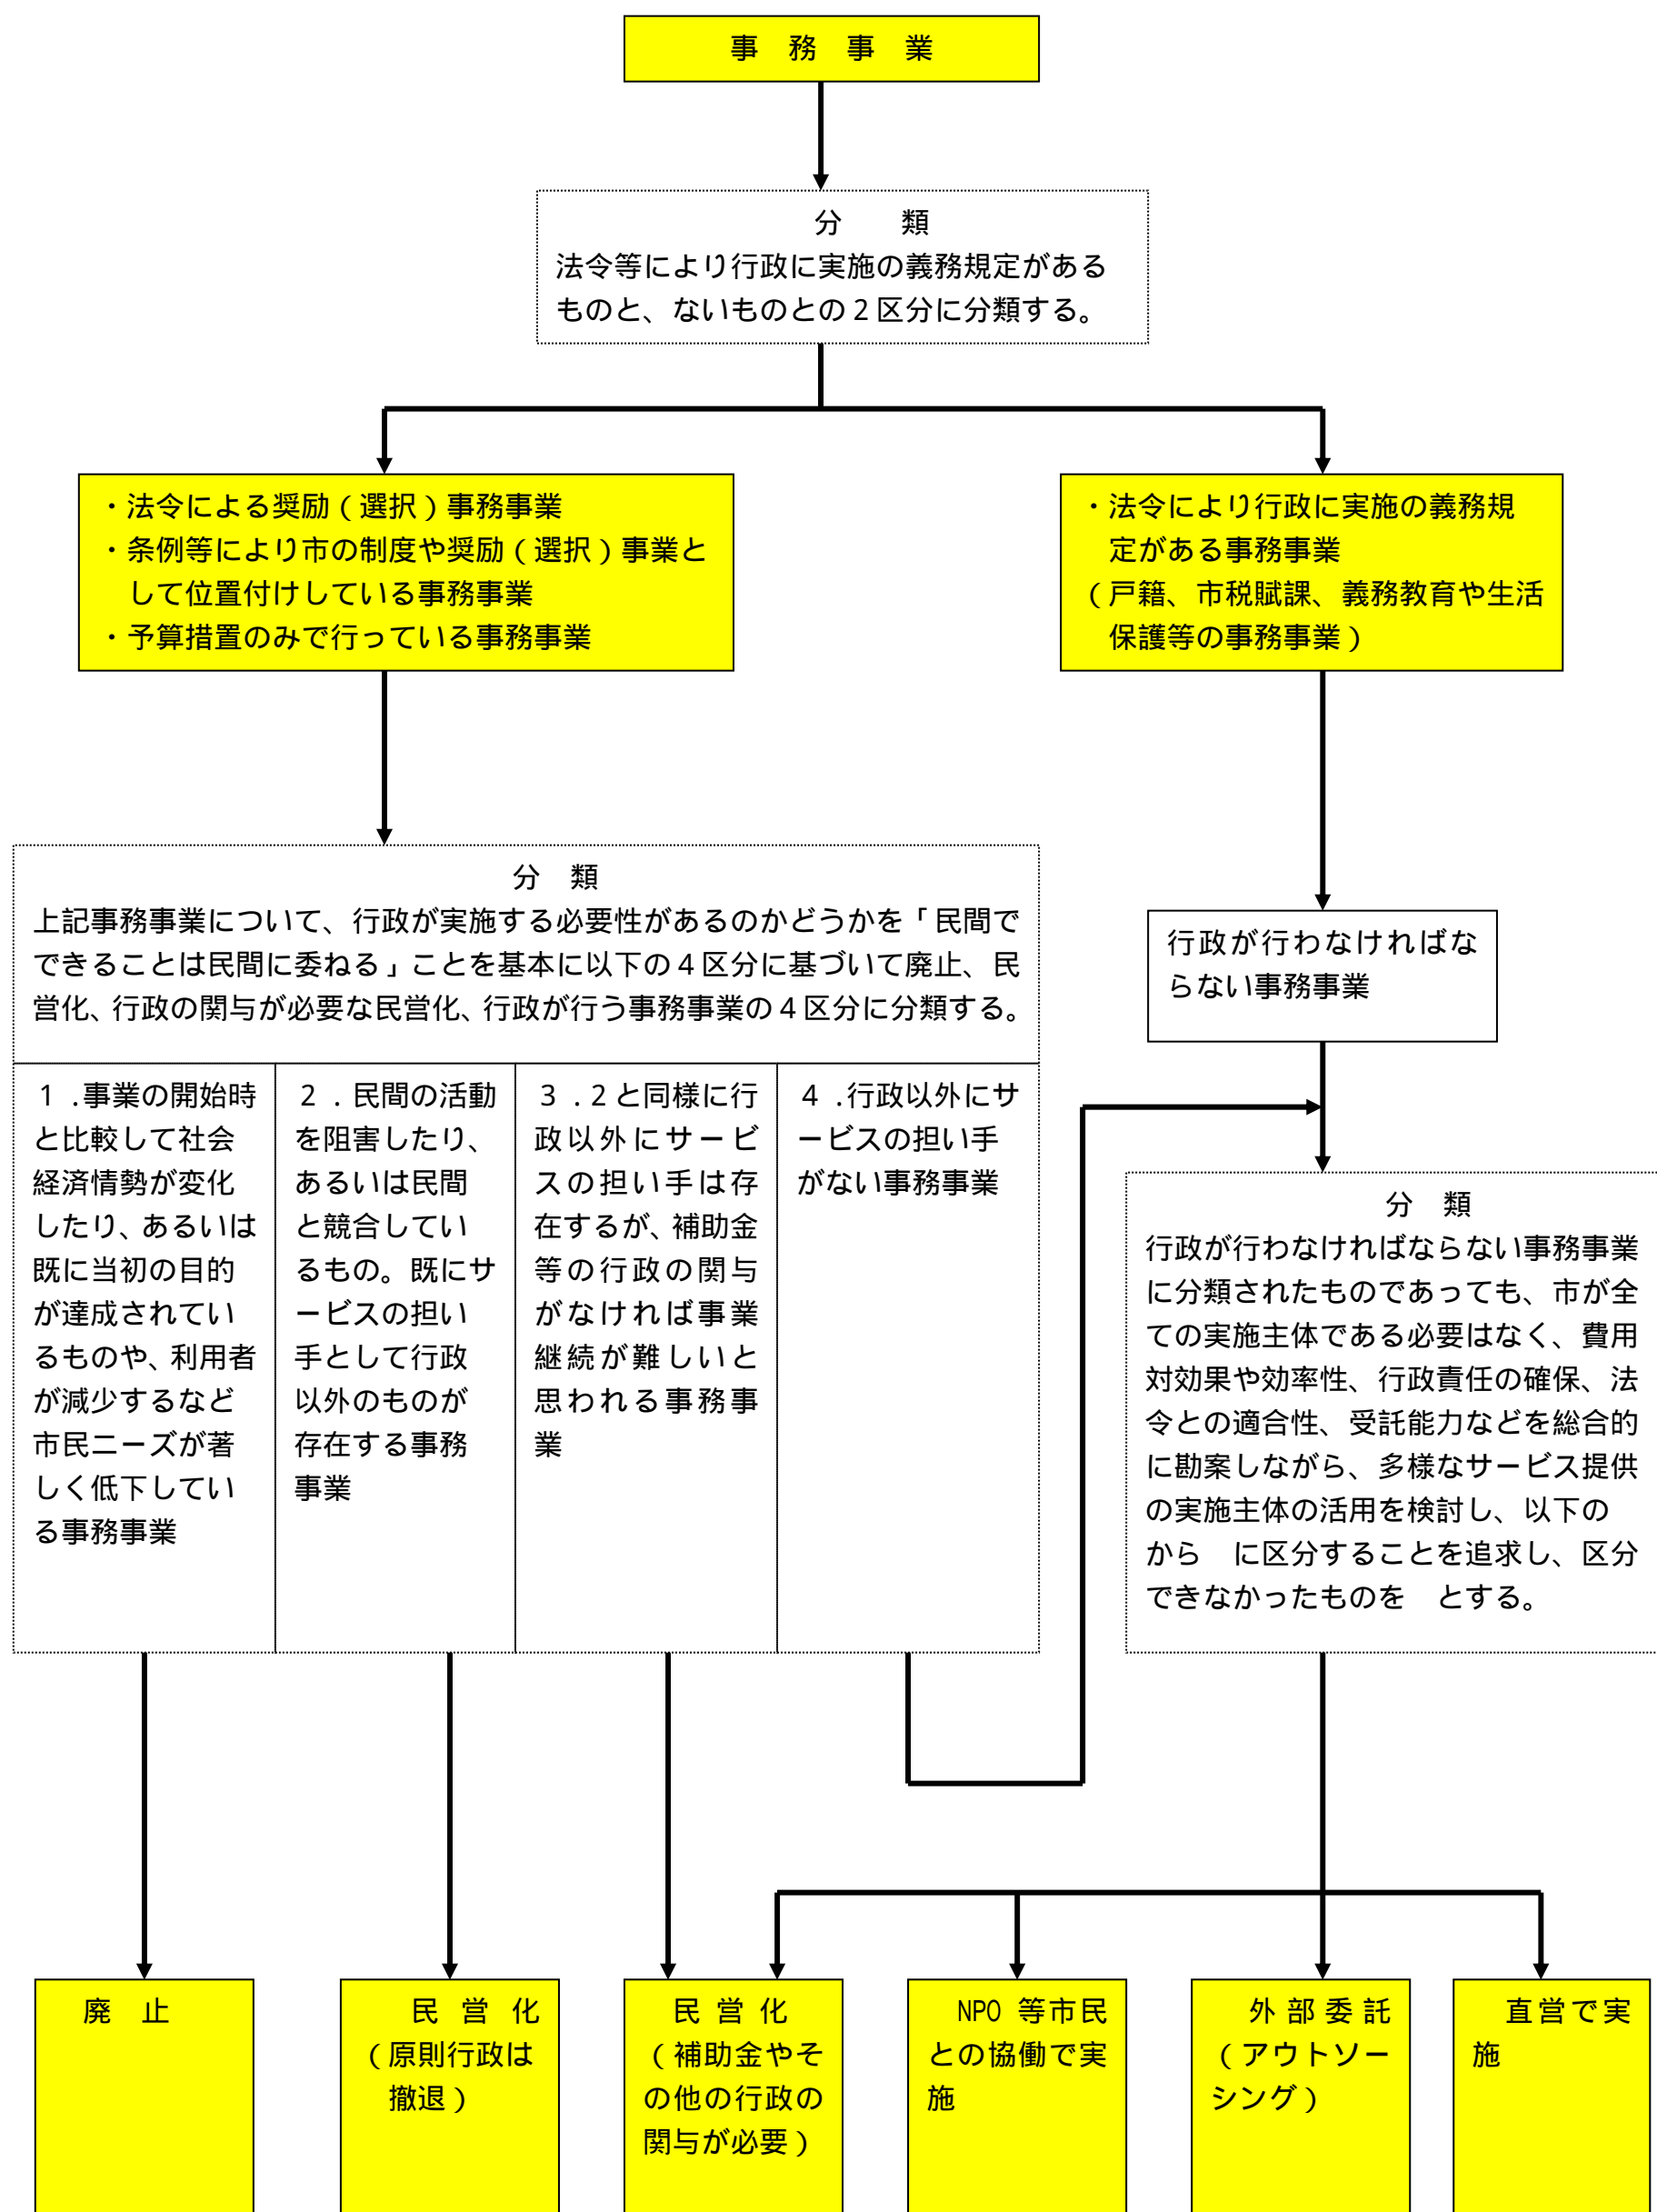 事 務 事 業
分　　類
法令等により行政に実施の義務規定がある
ものと、ないものとの２区分に分類する。
・法令による奨励（選択）事務事業
・条例等により市の制度や奨励（選択）事業と
して位置付けしている事務事業
・予算措置のみで行っている事務事業
・法令により行政に実施の義務規
定がある事務事業
（戸籍、市税賦課、義務教育や生活
保護等の事務事業）
分　類
上記事務事業について、行政が実施する必要性があるのかどうかを「民間で
できることは民間に委ねる」ことを基本に以下の４区分に基づいて廃止、民
営化、行政の関与が必要な民営化、行政が行う事務事業の４区分に分類する。
行政が行わなければな
らない事務事業
１.事業の開始時
と比較して社会
経済情勢が変化
したり、あるいは
既に当初の目的
が達成されてい
るものや、利用者
が減少するなど
市民ニーズが著
しく低下してい
る事務事業
２．民間の活動
を阻害したり、
あるいは民間
と競合してい
るもの。既にサ
ービスの担い
手として行政
以外のものが
存在する事務
事業
３.２と同様に行
政以外にサービ
スの担い手は存
在するが、補助金
等の行政の関与
がなければ事業
継続が難しいと
思われる事務事
業
４.行政以外にサ
ービスの担い手
がない事務事業
分　類
行政が行わなければならない事務事業
に分類されたものであっても、市が全
ての実施主体である必要はなく、費用
対効果や効率性、行政責任の確保、法
令との適合性、受託能力などを総合的
に勘案しながら、多様なサービス提供
の実施主体の活用を検討し、以下の
から　に区分することを追求し、区分
できなかったものを　とする。
廃　止
民 営 化
（原則行政は
撤退）
民 営 化
（補助金やそ
の他の行政の
関与が必要）
NPO 等市民
との協働で実
施
外 部 委 託
（アウトソー
シング）
直営で実
施